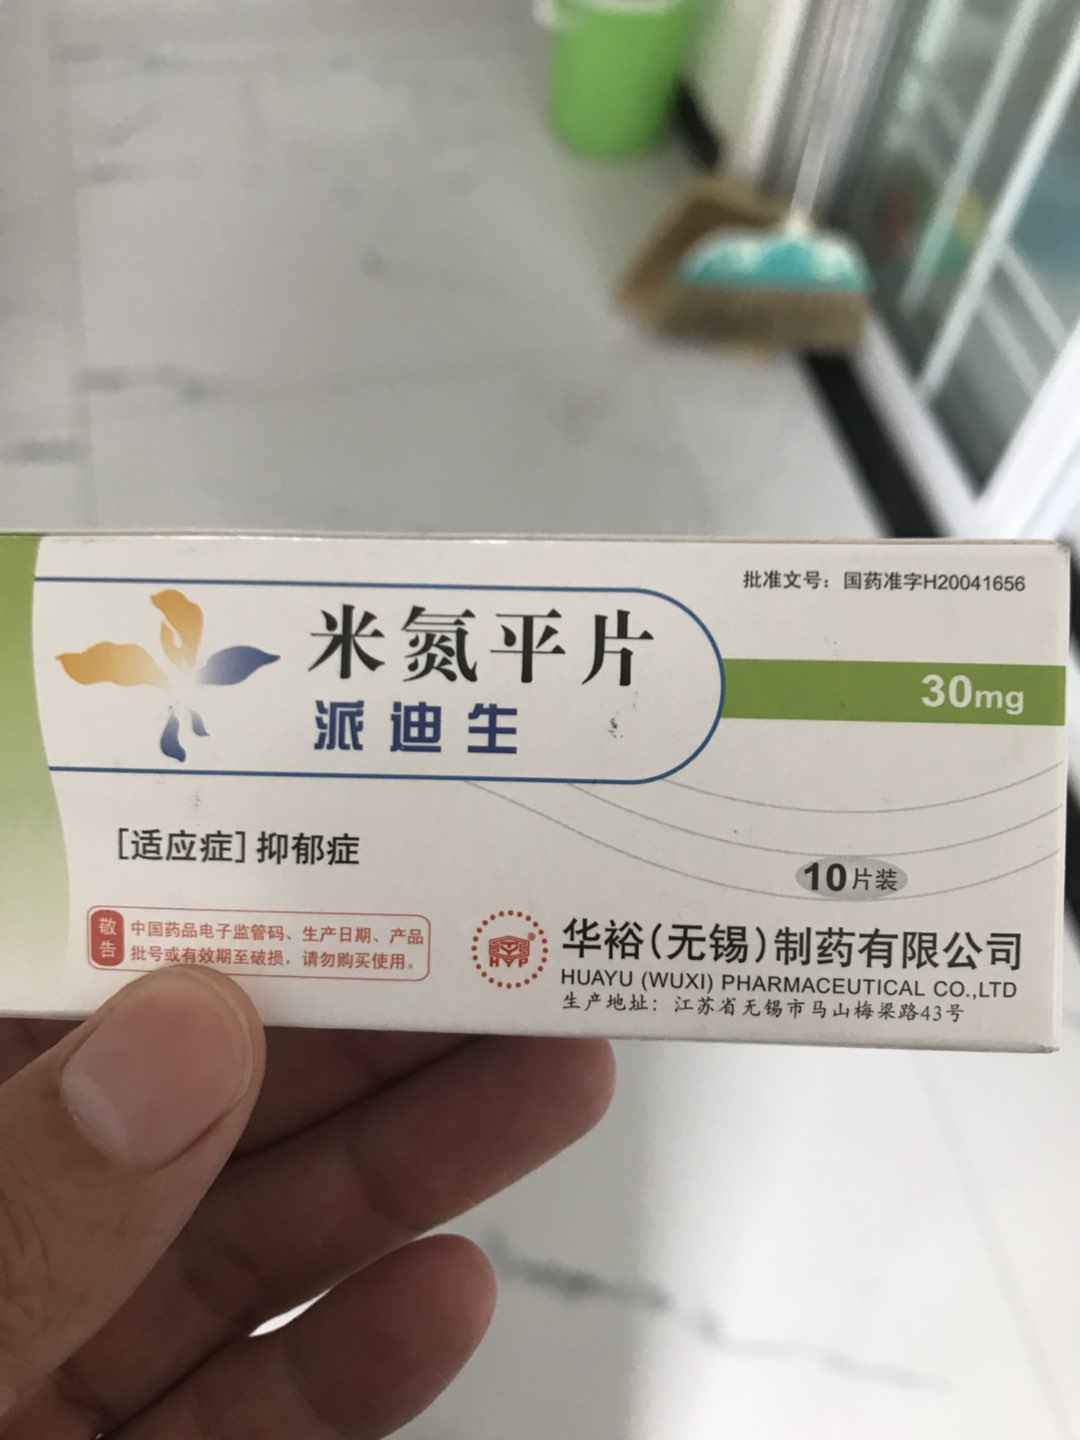 批准文号：国药准字H20041656
米氮平片
30mg
派迪生
[适应症] 抑郁症
10片装
敬告
中国药品电子监管码、生产日期、产品
批号或有效期至破损，请勿购买使用。
HYP
®
华裕（无锡）制药有限公司
HUAYU (WUXI) PHARMACEUTICAL CO.,LTD
生产地址：江苏省无锡市马山梅梁路43号